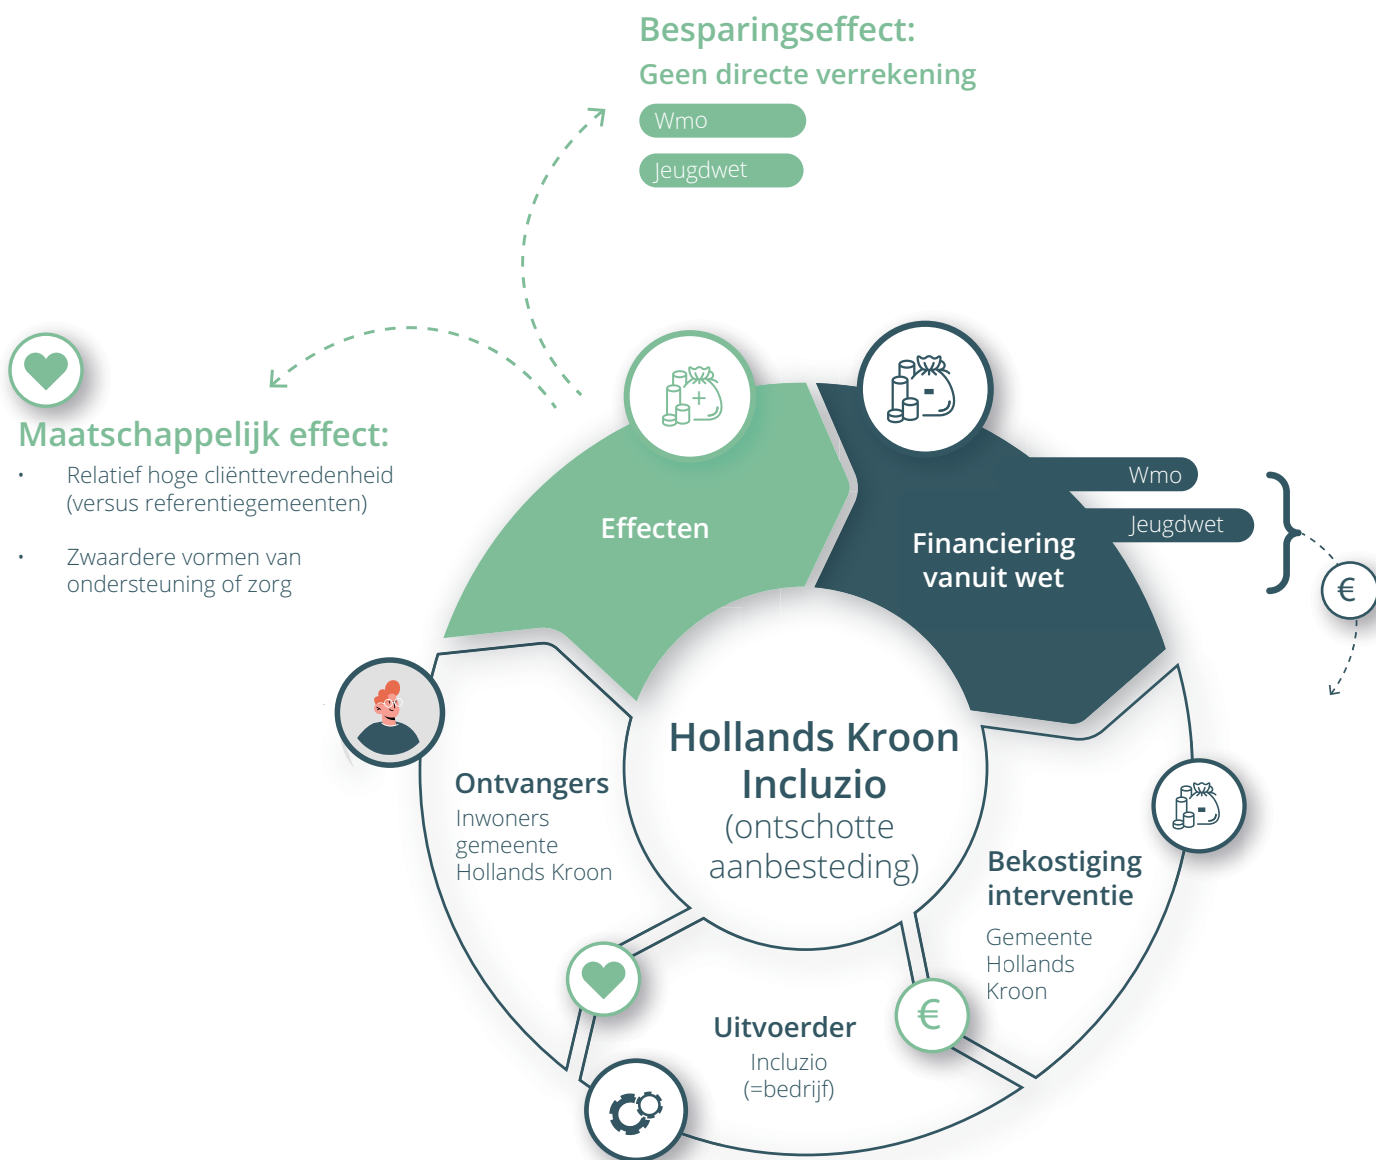 Besparingseffect:
Geen directe verrekening
Wmo
Jeugdwet
Maatschappelijk effect:
• Relatief hoge cliënttevredenheid
(versus referentiegemeenten)
• Zwaardere vormen van
ondersteuning of zorg
Effecten
Financiering
vanuit wet
Wmo
Jeugdwet
€
Hollands Kroon
Incluzio
(ontschotte
aanbesteding)
Ontvangers
Inwoners
gemeente
Hollands Kroon
Bekostiging
interventie
Gemeente
Hollands
Kroon
€
Uitvoerder
Incluzio
(=bedrijf)